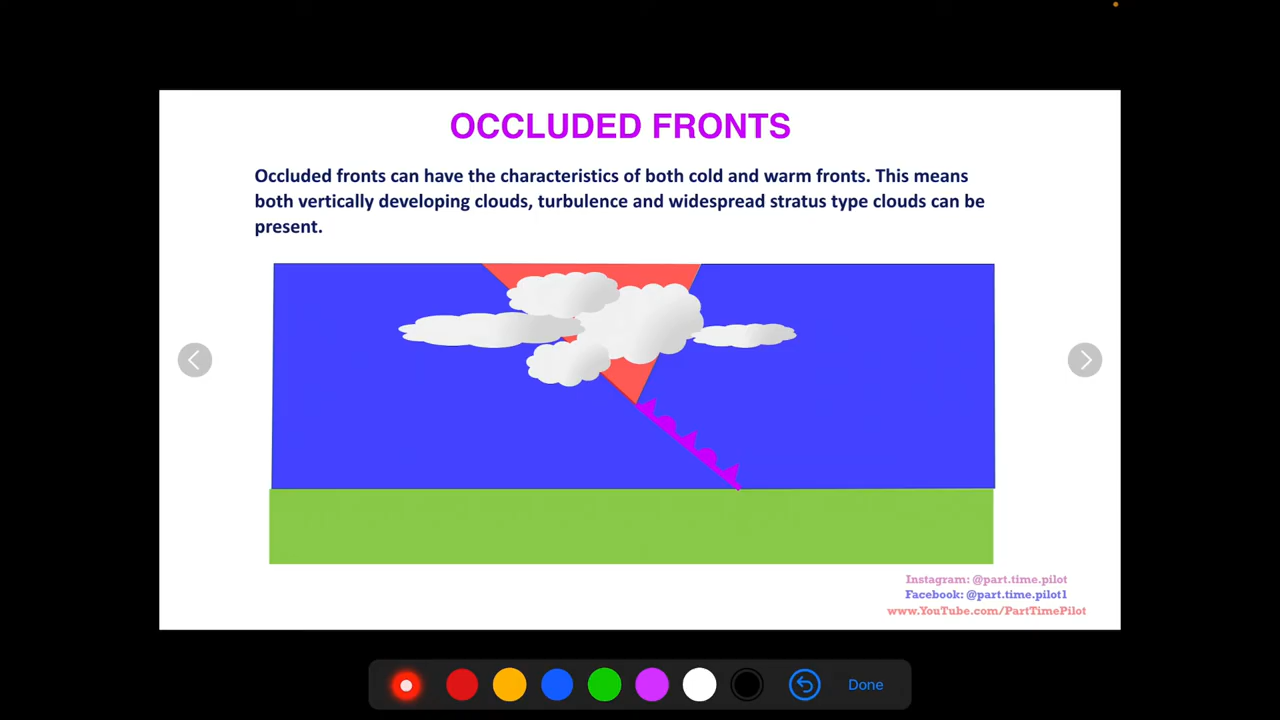 OCCLUDED FRONTS
Occluded fronts can have the characteristics of both cold and warm fronts. This means
both vertically developing clouds, turbulence and widespread stratus type clouds can be
present.
Instagram: @part.time.pilot
Facebook: @part.time.pilot1
www.YouTube.com/PartTimePilot
Done